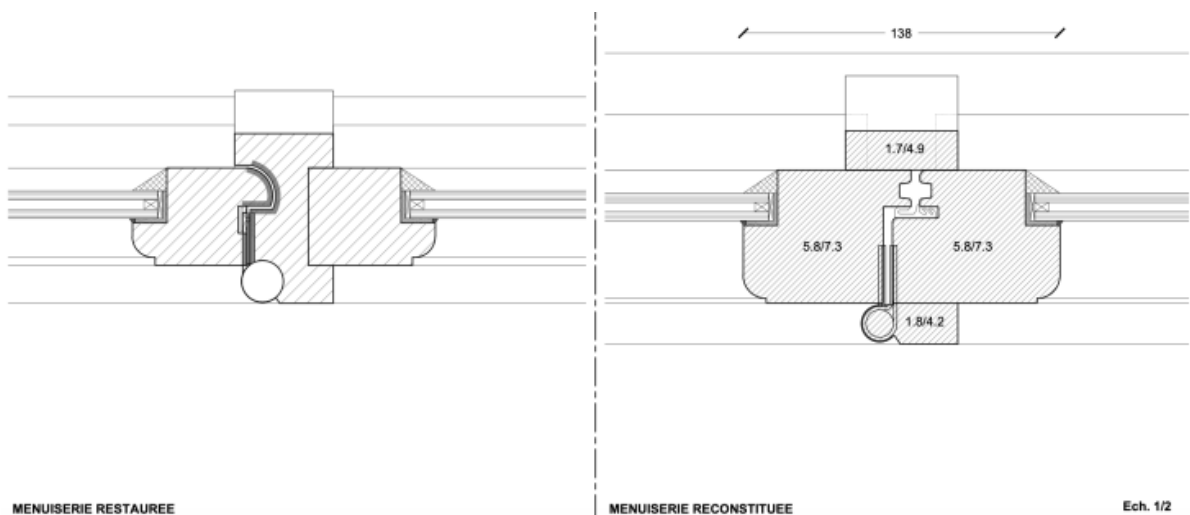 138
1.7/4.9
5.8/7.3
5.8/7.3
1.8/4.2
MENUISERIE RESTAUREE
MENUISERIE RECONSTITUEE
Ech. 1/2